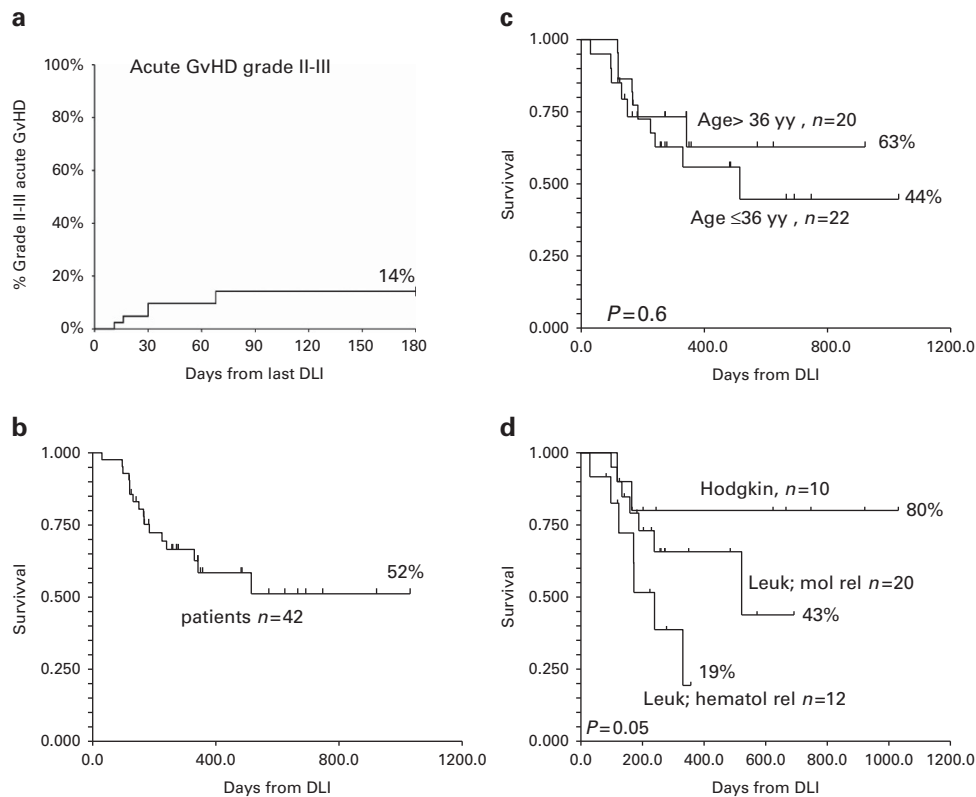 a
Acute GvHD grade II-III
100%
80%
60%
40%
20%
0%
% Grade II-III acute GvHD
14%
0 30 60 90 120 150 180
Days from last DLI
b
1.000
0.750
0.500
0.250
0.000
Survivval
52%
patients n=42
0.0 400.0 800.0 1200.0
Days from DLI
c
1.000
0.750
0.500
0.250
0.000
Survivval
Age> 36 yy , n=20
63%
44%
Age ≤36 yy , n=22
P=0.6
0.0 400.0 800.0 1200.0
Days from DLI
d
1.000
0.750
0.500
0.250
0.000
Survivval
Hodgkin, n=10
80%
Leuk; mol rel n=20
43%
19%
Leuk; hematol rel n=12
P=0.05
0.0 200.0 400.0 600.0 800.0 1000.0 1200.0
Days from DLI